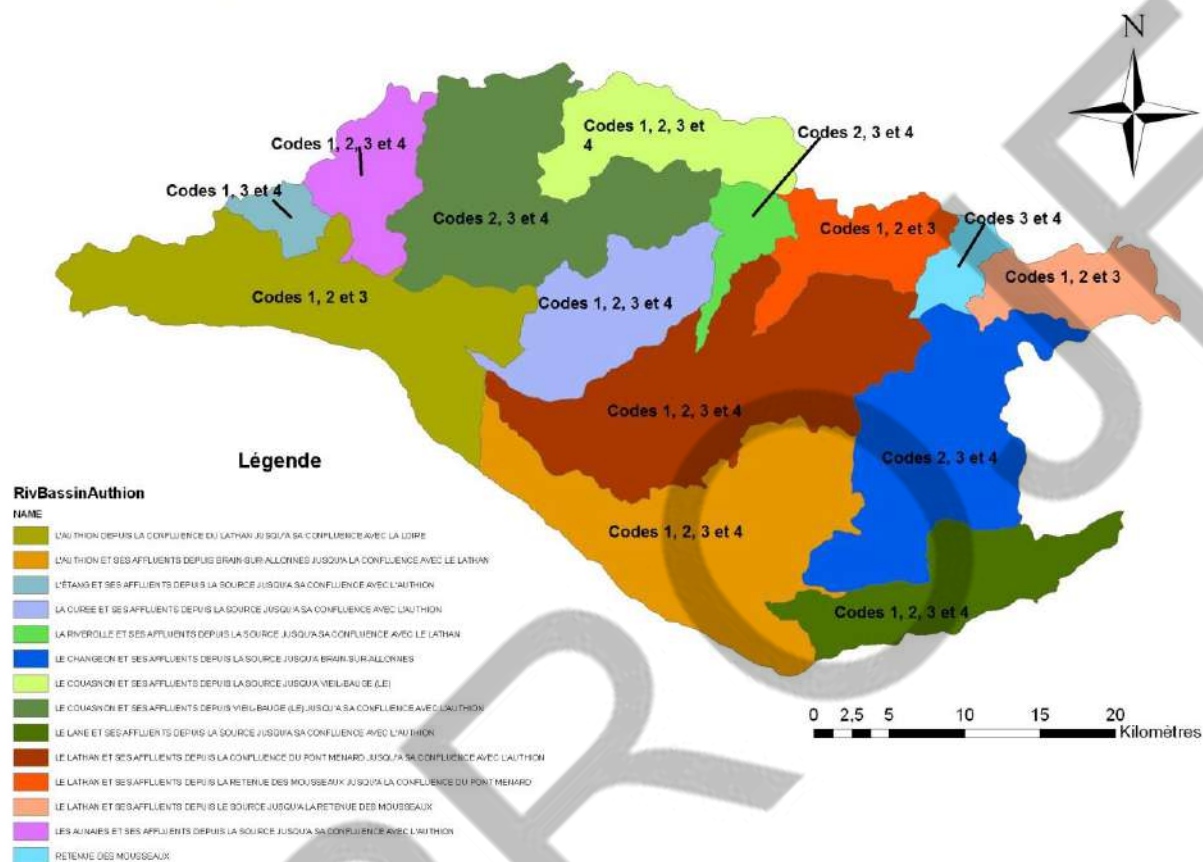 N
Codes 1, 2, 3 et
4
Codes 2, 3 et 4
Codes 1, 2, 3 et 4
Codes 1, 3 et 4
Codes 2, 3 et 4
Codes 1, 2 et 3
Codes 3 et 4
Codes 1, 2 et 3
Codes 1, 2 et 3
Codes 1, 2, 3 et 4
Codes 1, 2, 3 et 4
Codes 2, 3 et 4
Codes 1, 2, 3 et 4
Codes 1, 2, 3 et 4
Légende
RivBassinAuthion
NAME
L'AUTHION DEPUIS LA CONFLUENCE DU LATHAN JUSQU'A SA CONFLUENCE AVEC LA LOIRE
L'AUTHION ET SES AFFLUENTS DEPUIS BRAIN-SUR-ALLONNES JUSQU'A LA CONFLUENCE AVEC LE LATHAN
L'ÉTANG ET SES AFFLUENTS DEPUIS LA SOURCE JUSQU'A SA CONFLUENCE AVEC L'AUTHION
LA CUREE ET SES AFFLUENTS DEPUIS LA SOURCE JUSQU'A SA CONFLUENCE AVEC L'AUTHION
LA RIVEROLLE ET SES AFFLUENTS DEPUIS LA SOURCE JUSQU'A SA CONFLUENCE AVEC LE LATHAN
LE CHANGEON ET SES AFFLUENTS DEPUIS LA SOURCE JUSQU'A BRAIN-SUR-ALLONNES
LE COUASNON ET SES AFFLUENTS DEPUIS LA SOURCE JUSQU'A VIEIL-BAUGE (LE)
LE COUASNON ET SES AFFLUENTS DEPUIS VIEIL-BAUGE (LE) JUSQU'A SA CONFLUENCE AVEC L'AUTHION
LE LANE ET SES AFFLUENTS DEPUIS LA SOURCE JUSQU'A SA CONFLUENCE AVEC L'AUTHION
LE LATHAN ET SES AFFLUENTS DEPUIS LA CONFLUENCE DU PONT MENARD JUSQU'A SA CONFLUENCE AVEC L'AUTHION
LE LATHAN ET SES AFFLUENTS DEPUIS LA RETENUE DES MOUSSEAUX JUSQU'A LA CONFLUENCE DU PONT MENARD
LE LATHAN ET SES AFFLUENTS DEPUIS LE SOURCE JUSQU'A LA RETENUE DES MOUSSEAUX
LES AUNAIES ET SES AFFLUENTS DEPUIS LA SOURCE JUSQU'A SA CONFLUENCE AVEC L'AUTHION
RETENUE DES MOUSSEAUX
0 2,5 5 10 15 20
Kilomètres